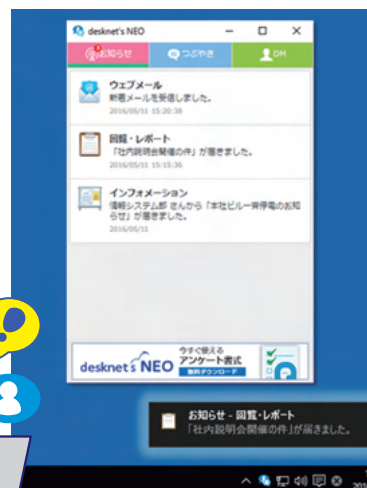 desknet's NEO
お知らせ
つぶやき
DM
ウェブメール
新着メールを受信しました。
2016/05/11 15:20:38
回覧・レポート
「社内説明会開催の件」が届きました。
2016/05/11 15:15:36
インフォメーション
情報システム部 さんから「本社ビル一斉停電のお知
らせ」が届きました。
2016/05/11
desknet's NEO
今すぐ使える
アンケート書式
無料ダウンロード
お知らせ - 回覧・レポート
「社内説明会開催の件」が届きました。